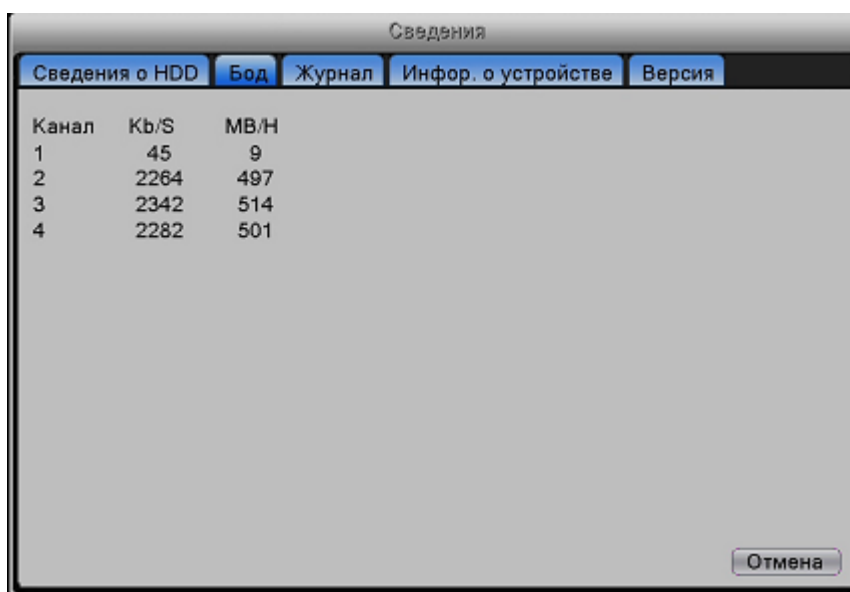 Сведения
Сведения о HDD Бод Журнал Инфор. о устройстве Версия
Канал Kb/S MB/H
1 45 9
2 2264 497
3 2342 514
4 2282 501
Отмена